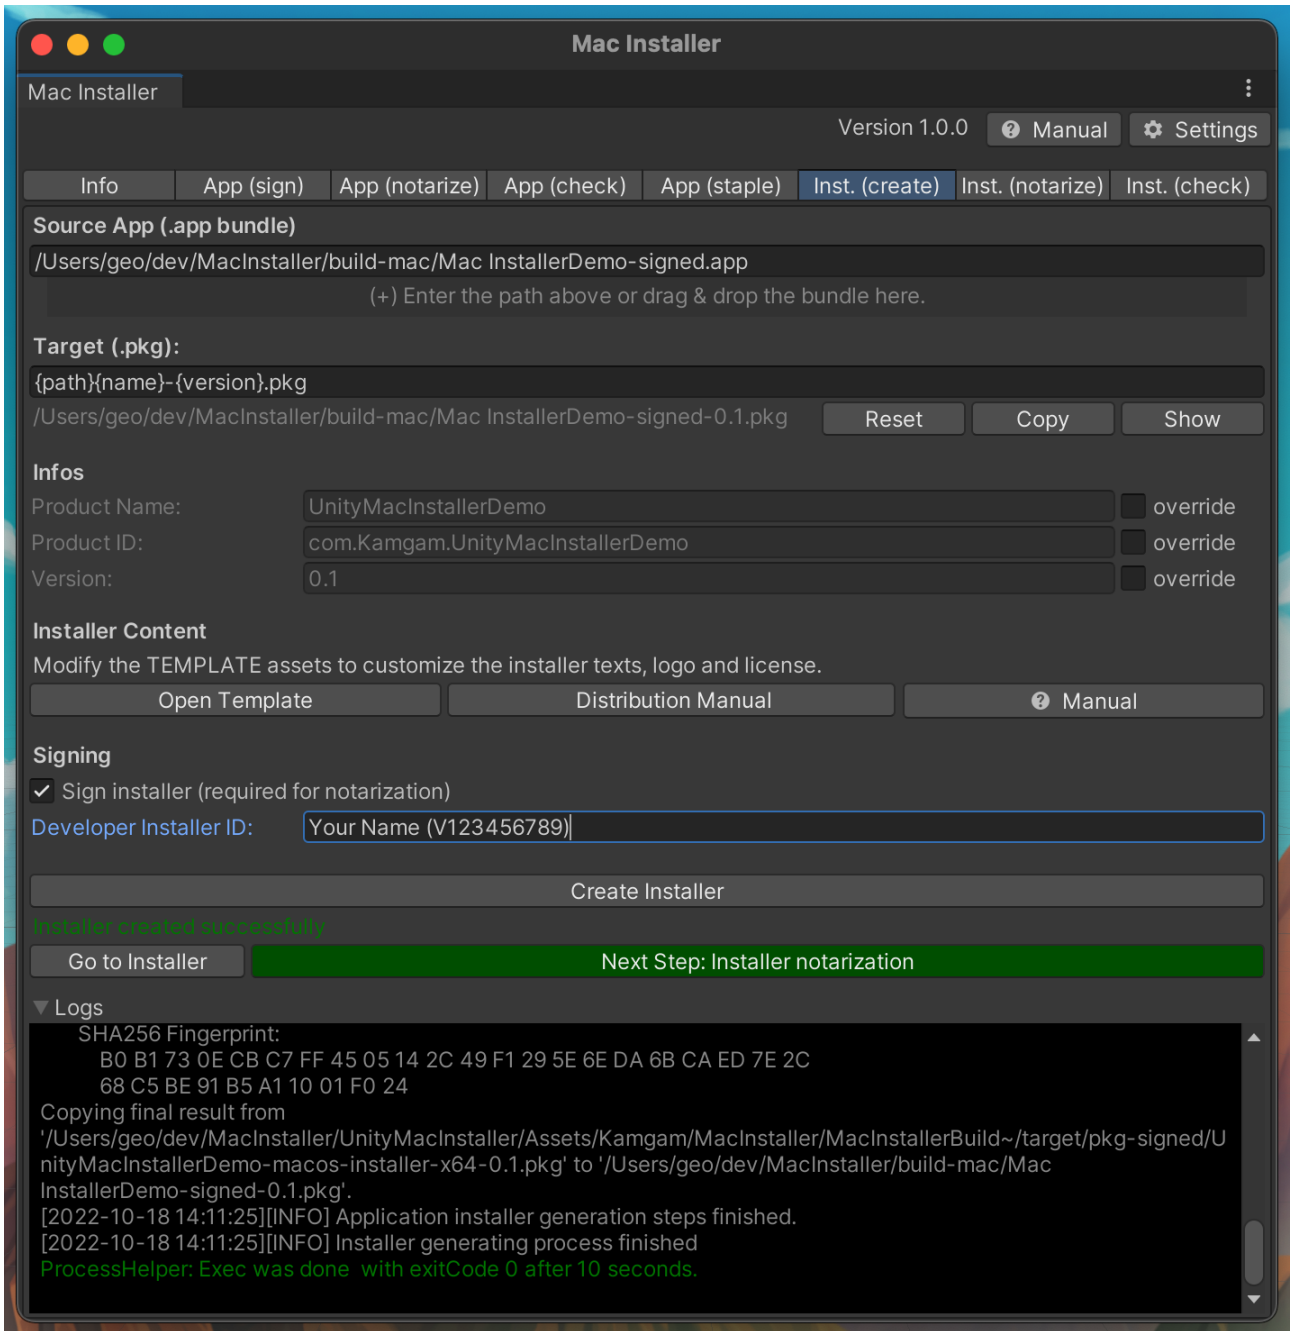 Mac Installer
Mac Installer
Version 1.0.0 Manual Settings
Info App (sign) App (notarize) App (check) App (staple) Inst. (create) Inst. (notarize) Inst. (check)
Source App (.app bundle)
/Users/geo/dev/MacInstaller/build-mac/Mac InstallerDemo-signed.app
(+) Enter the path above or drag & drop the bundle here.
Target (.pkg):
{path}{name}-{version}.pkg
/Users/geo/dev/MacInstaller/build-mac/Mac InstallerDemo-signed-0.1.pkg Reset Copy Show
Infos
Product Name: UnityMacInstallerDemo override
Product ID: com.Kamgam.UnityMacInstallerDemo override
Version: 0.1 override
Installer Content
Modify the TEMPLATE assets to customize the installer texts, logo and license.
Open Template Distribution Manual Manual
Signing
Sign installer (required for notarization)
Developer Installer ID: Your Name (V123456789)
Create Installer
Installer created successfully
Go to Installer Next Step: Installer notarization
Logs
SHA256 Fingerprint:
B0 B1 73 0E CB C7 FF 45 05 14 2C 49 F1 29 5E 6E DA 6B CA ED 7E 2C
68 C5 BE 91 B5 A1 10 01 F0 24
Copying final result from
'/Users/geo/dev/MacInstaller/UnityMacInstaller/Assets/Kamgam/MacInstaller/MacInstallerBuild~/target/pkg-signed/U
nityMacInstallerDemo-macos-installer-x64-0.1.pkg' to '/Users/geo/dev/MacInstaller/build-mac/Mac
InstallerDemo-signed-0.1.pkg'.
[2022-10-18 14:11:25][INFO] Application installer generation steps finished.
[2022-10-18 14:11:25][INFO] Installer generating process finished
ProcessHelper: Exec was done  with exitCode 0 after 10 seconds.